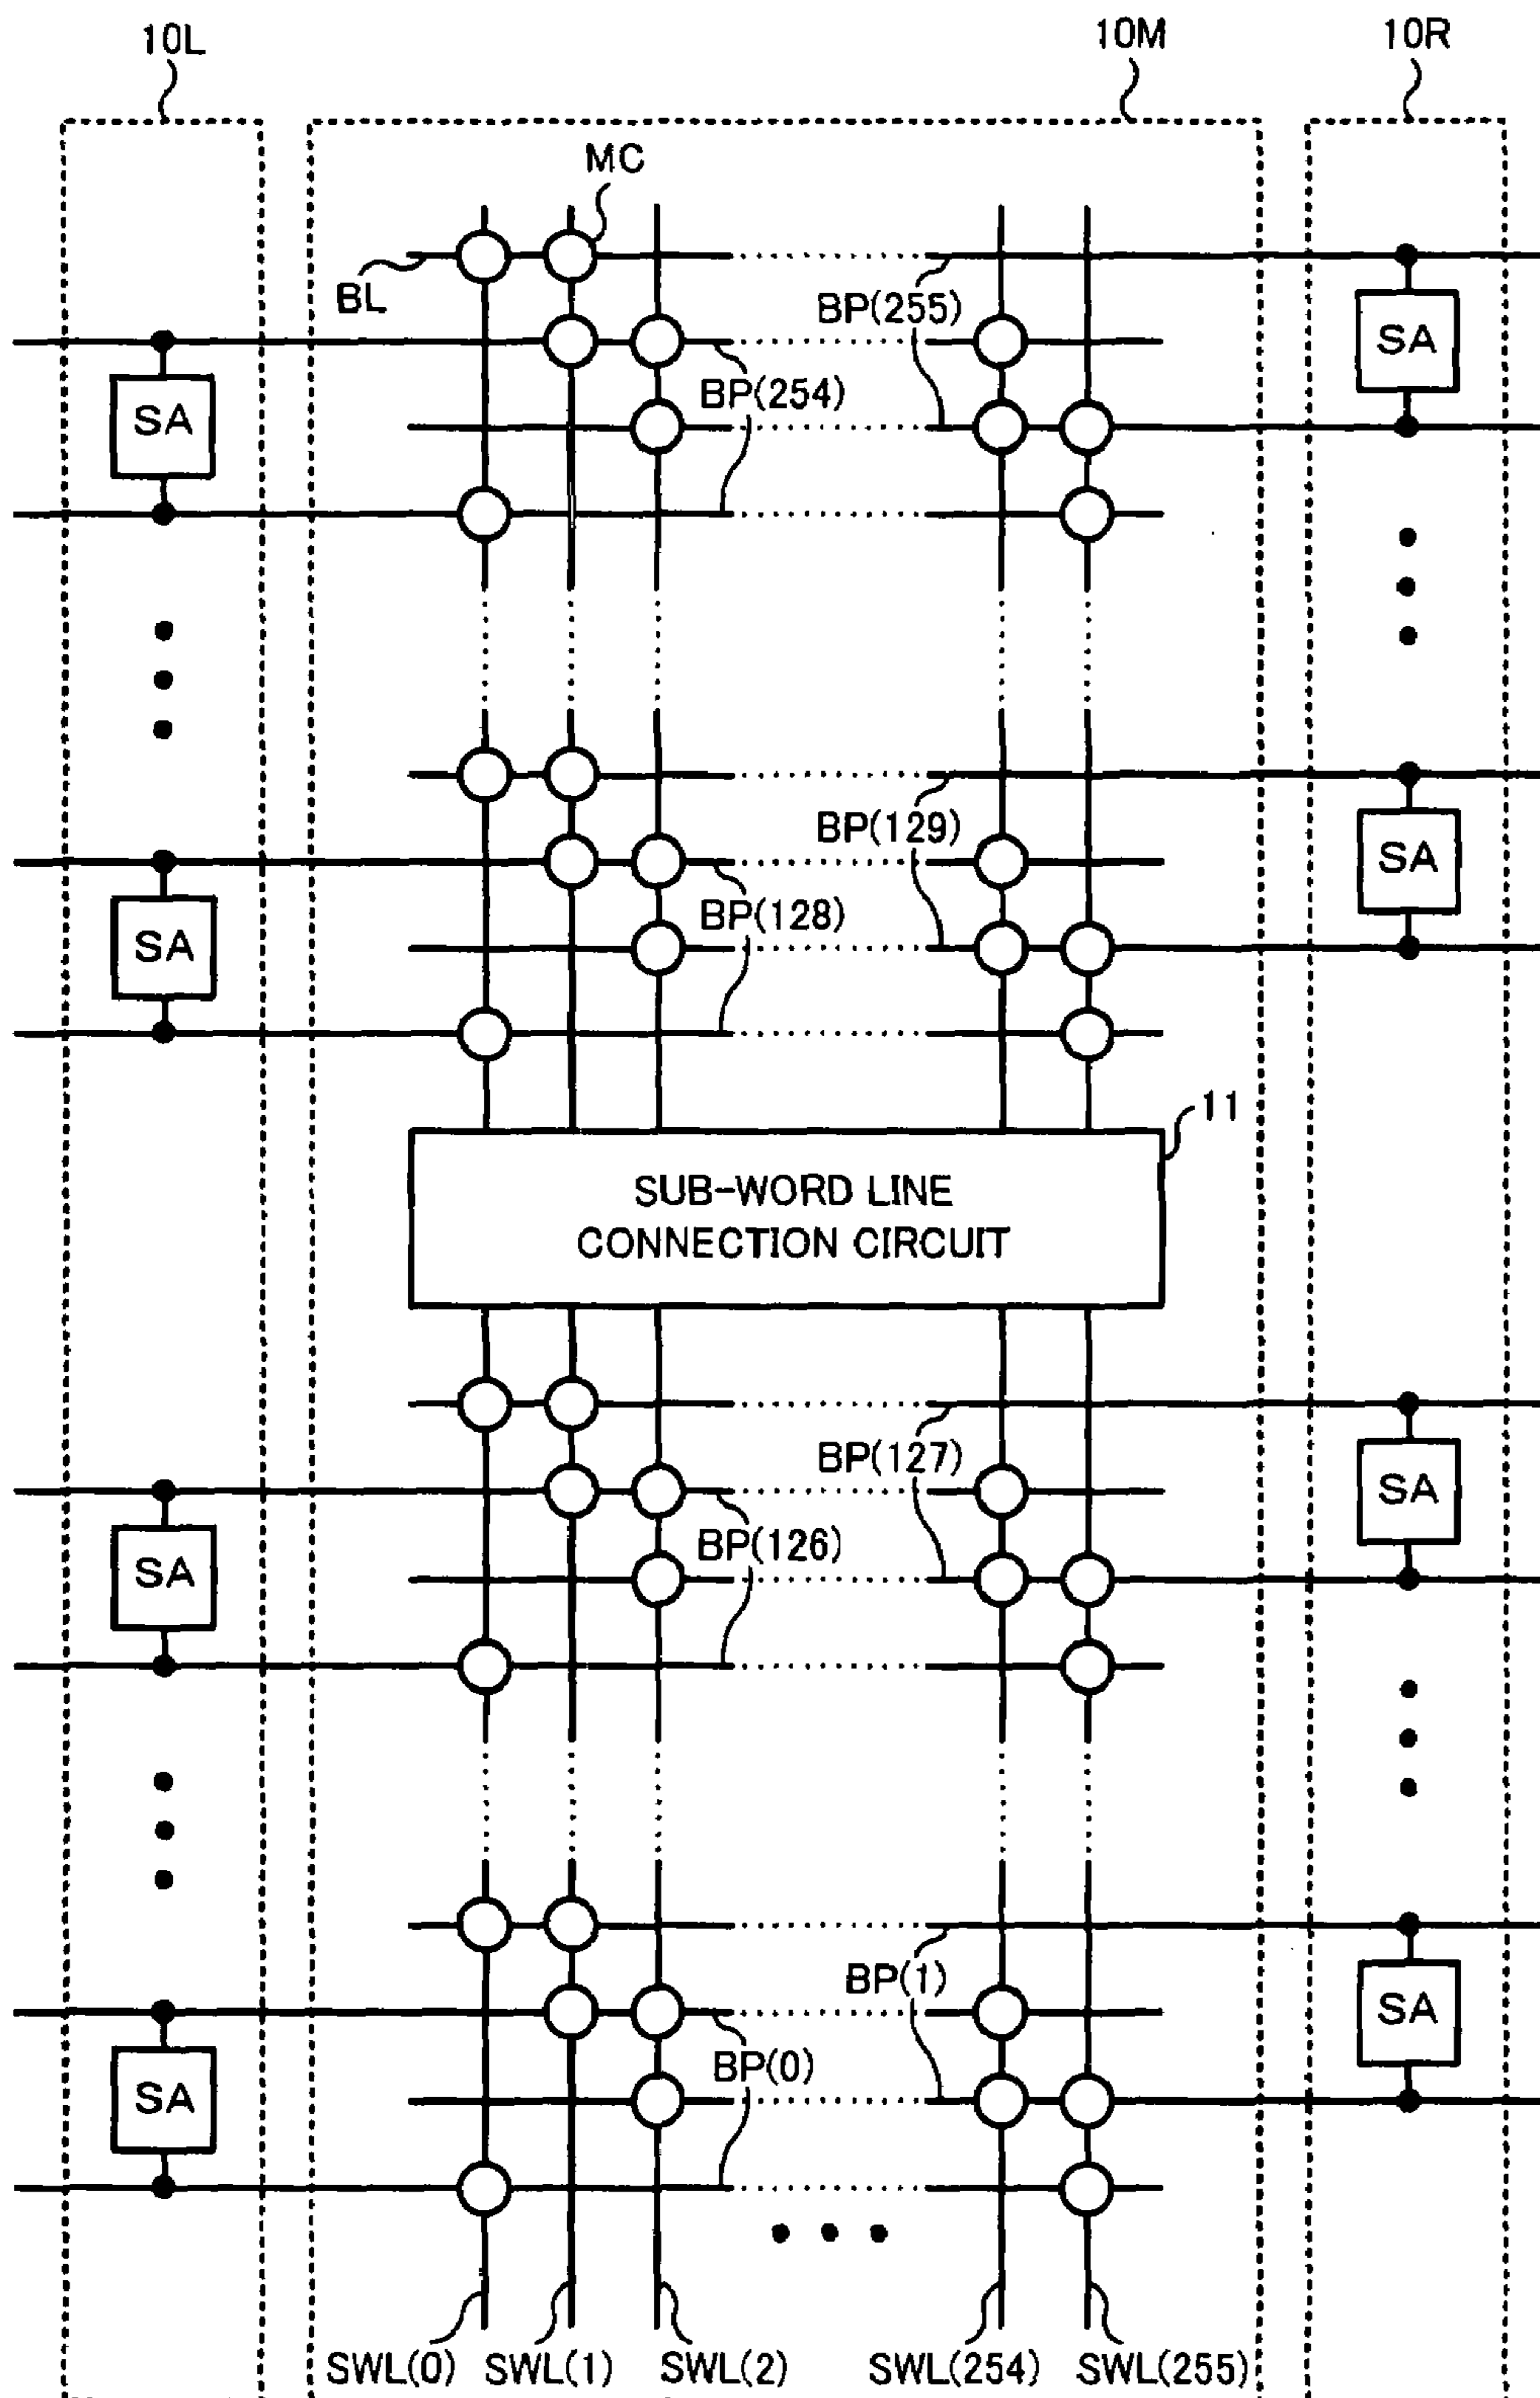 10L
10M
10R
MC
BL
BP(255)
SA
BP(254)
SA
BP(129)
SA
BP(128)
SA
11
SUB-WORD LINE
CONNECTION CIRCUIT
BP(127)
SA
BP(126)
SA
BP(1)
SA
BP(0)
SA
SWL(0)
SWL(1)
SWL(2)
SWL(254)
SWL(255)